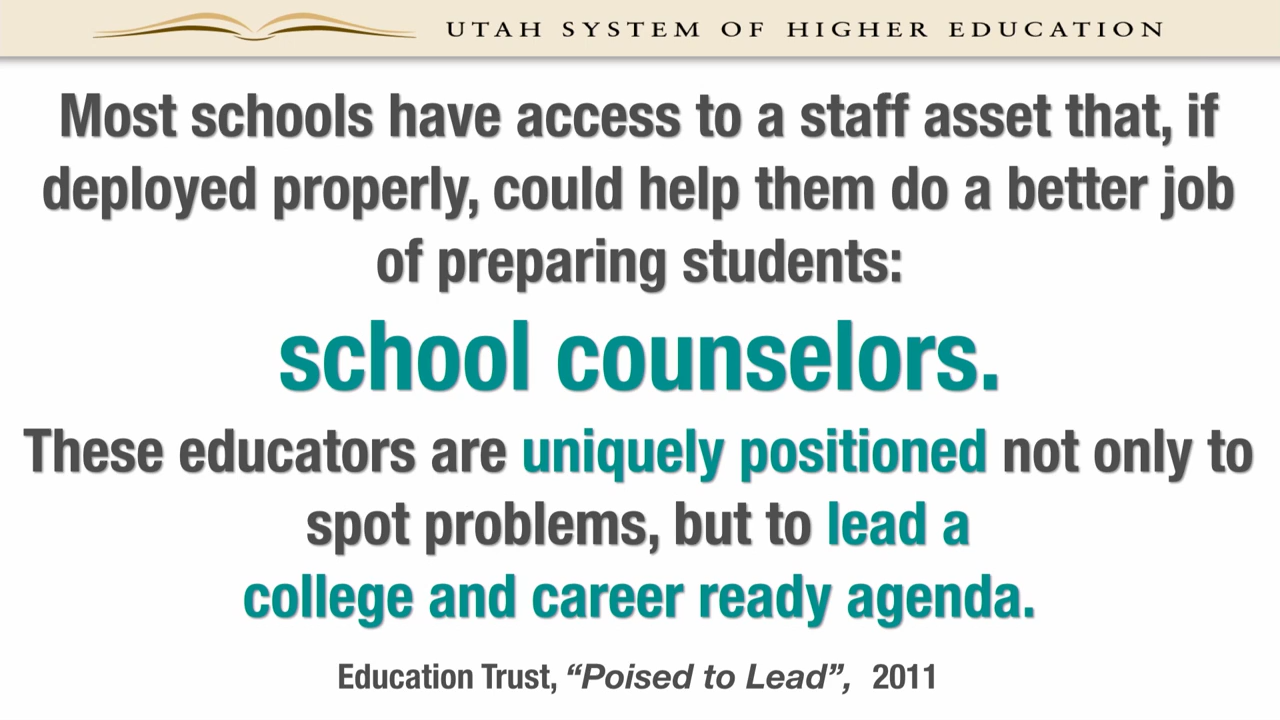 UTAH SYSTEM OF HIGHER EDUCATION
Most schools have access to a staff asset that, if
deployed properly, could help them do a better job
of preparing students:
school counselors.
These educators are uniquely positioned not only to
spot problems, but to lead a
college and career ready agenda.
Education Trust, “Poised to Lead”, 2011